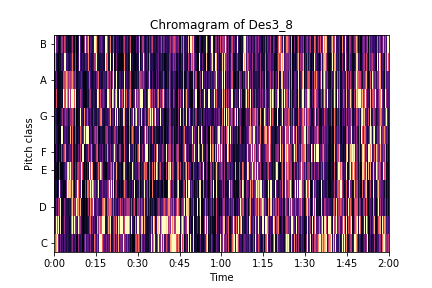 Chromagram of Des3_8
B
A
G
F
E
D
C
Pitch class
0:00 0:15 0:30 0:45 1:00 1:15 1:30 1:45 2:00
Time